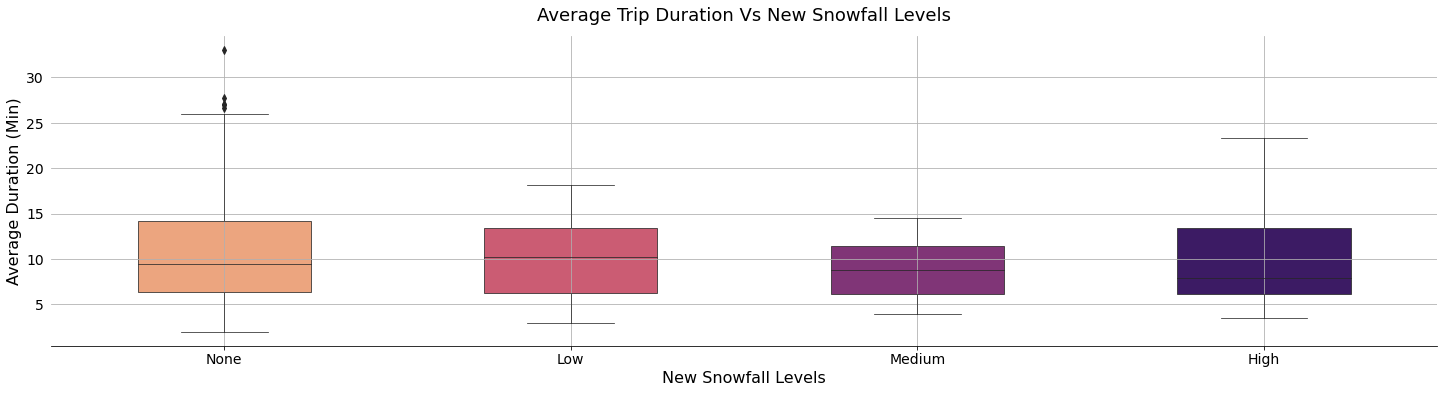 Average Trip Duration Vs New Snowfall Levels
Average Duration (Min)
30
25
20
15
10
5
None Low Medium High
New Snowfall Levels